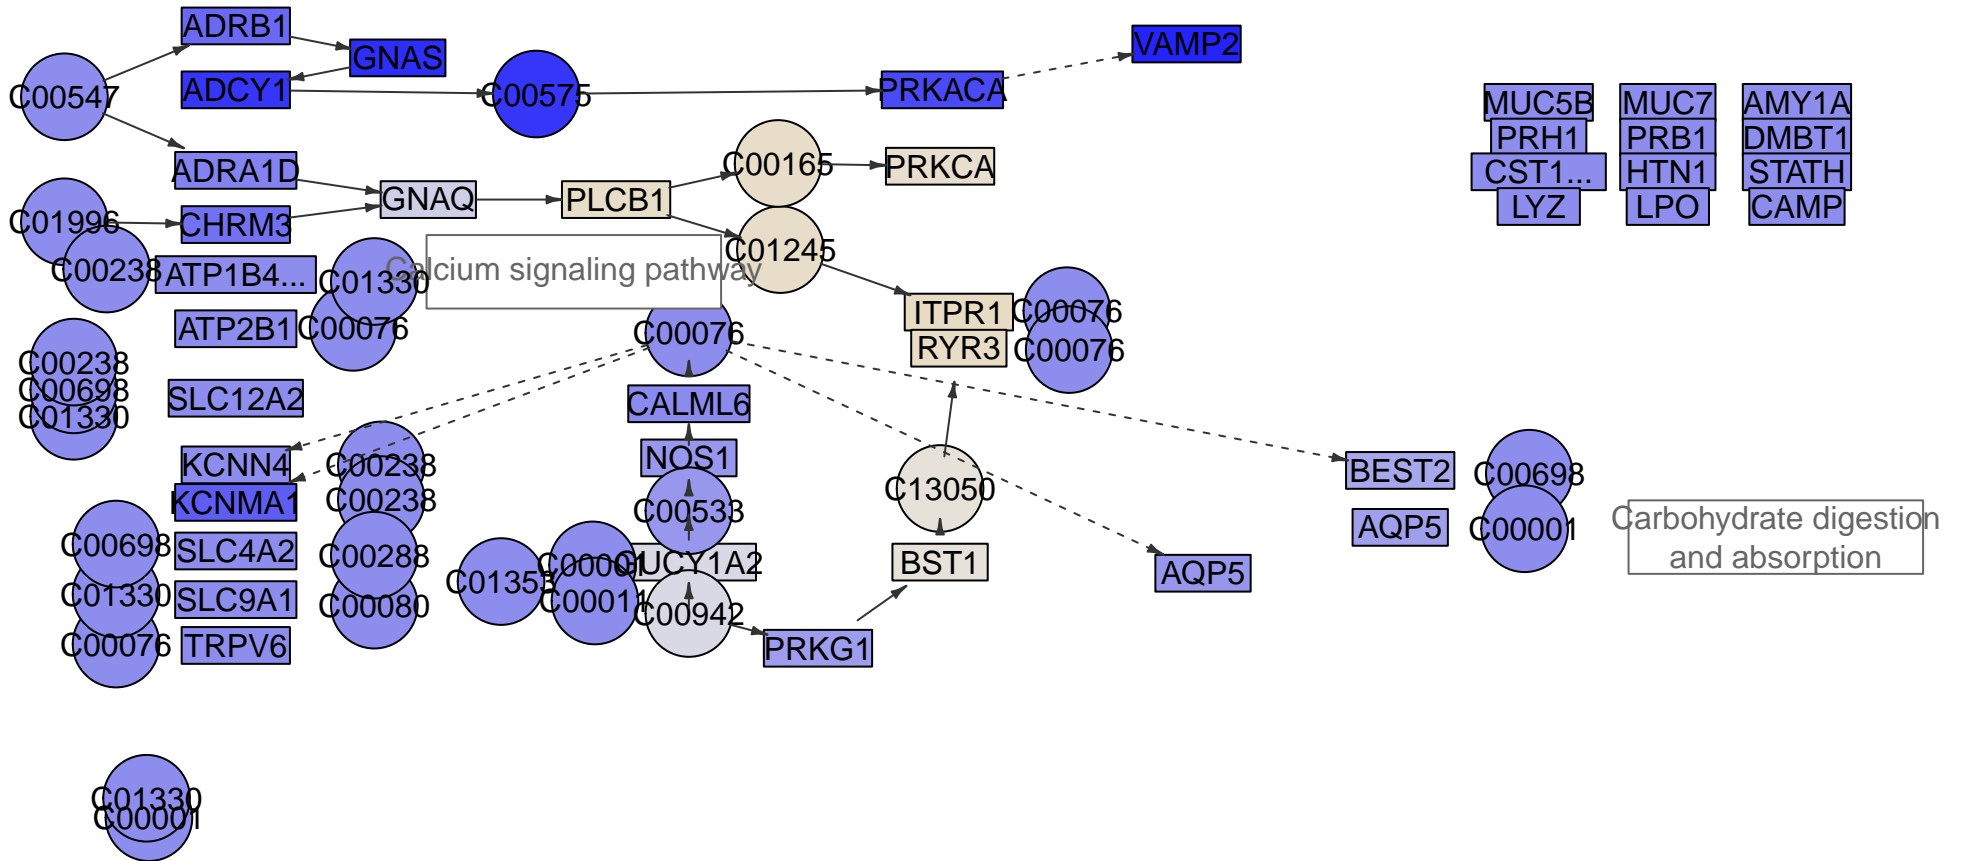 ADRB1
GNAS
VAMP2
C00547
ADCY1
C00575
PRKACA
MUC5B
MUC7
AMY1A
PRH1
PRB1
DMBT1
CST1...
HTN1
STATH
LYZ
LPO
CAMP
ADRA1D
GNAQ
PLCB1
C00165
PRKCA
C01996
CHRM3
C01245
C00238
ATP1B4...
C01330
Calcium signaling pathway
ATP2B1
C00076
C00076
ITPR1
C00076
RYR3
C00076
C00238
C00698
C01330
SLC12A2
CALML6
KCNN4
C00238
NOS1
KCNMA1
C00238
C00533
C13050
BEST2
C00698
AQP5
C00001
Carbohydrate digestion
and absorption
C00698
SLC4A2
C00288
C01353
C00001
GUCY1A2
BST1
AQP5
C01330
SLC9A1
C00080
C00011
C00942
C00076
TRPV6
PRKG1
C01330
C00001